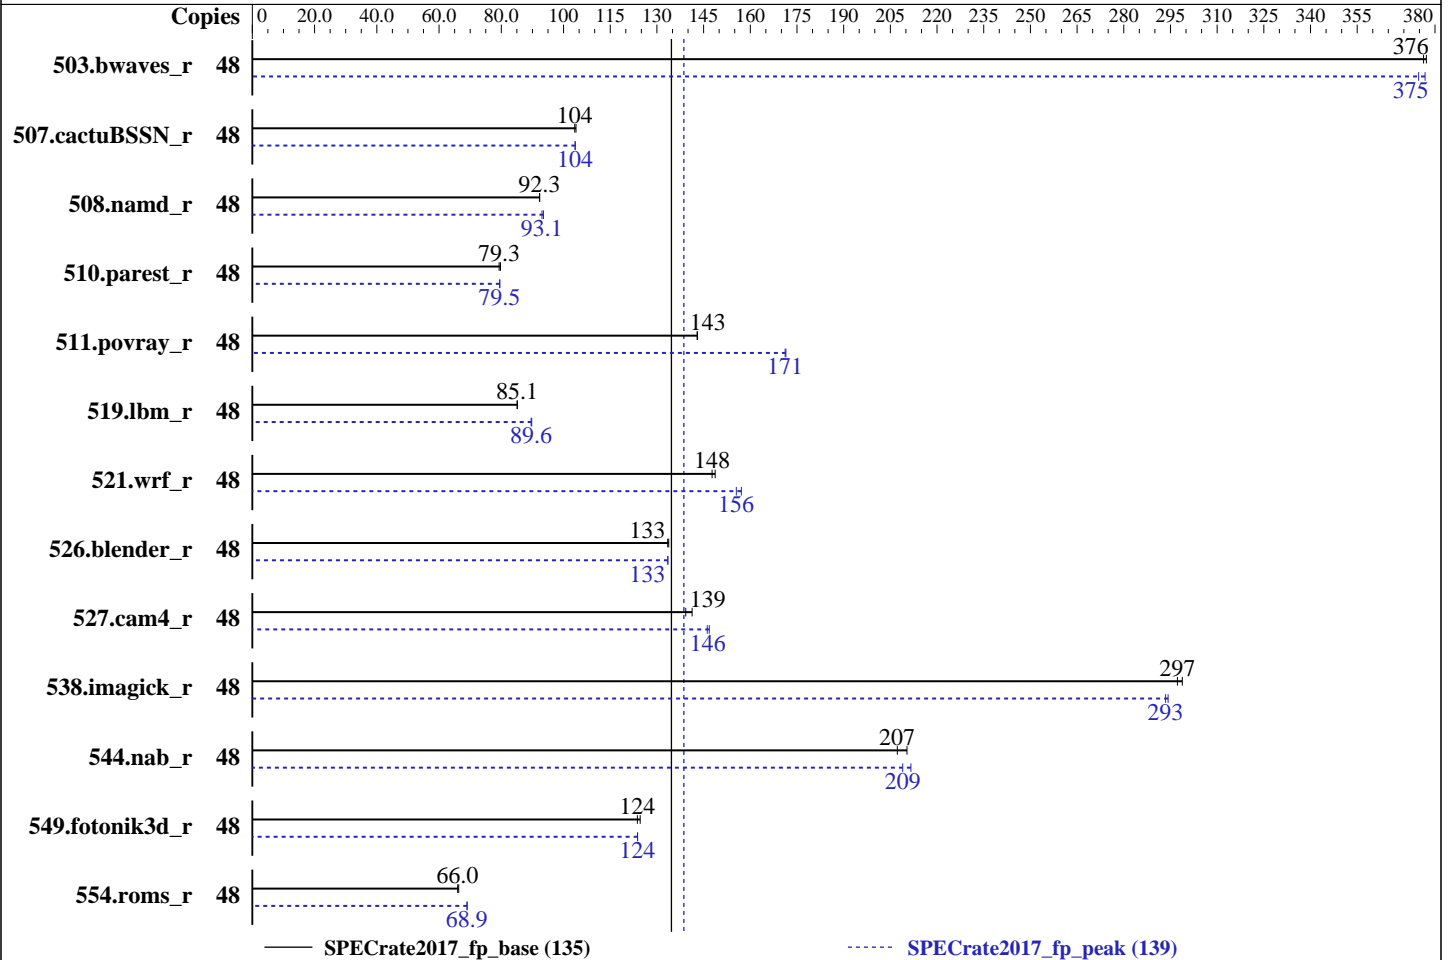 Copies 0 20.0 40.0 60.0 80.0 100 115 130 145 160 175 190 205 220 235 250 265 280 295 310 325 340 355 380
376
503.bwaves_r 48
375
104
507.cactuBSSN_r 48
104
92.3
508.namd_r 48
93.1
79.3
510.parest_r 48
79.5
143
511.povray_r 48
171
85.1
519.lbm_r 48
89.6
148
521.wrf_r 48
156
133
526.blender_r 48
133
139
527.cam4_r 48
146
297
538.imagick_r 48
293
207
544.nab_r 48
209
124
549.fotonik3d_r 48
124
66.0
554.roms_r 48
68.9
SPECrate2017_fp_base (135) SPECrate2017_fp_peak (139)